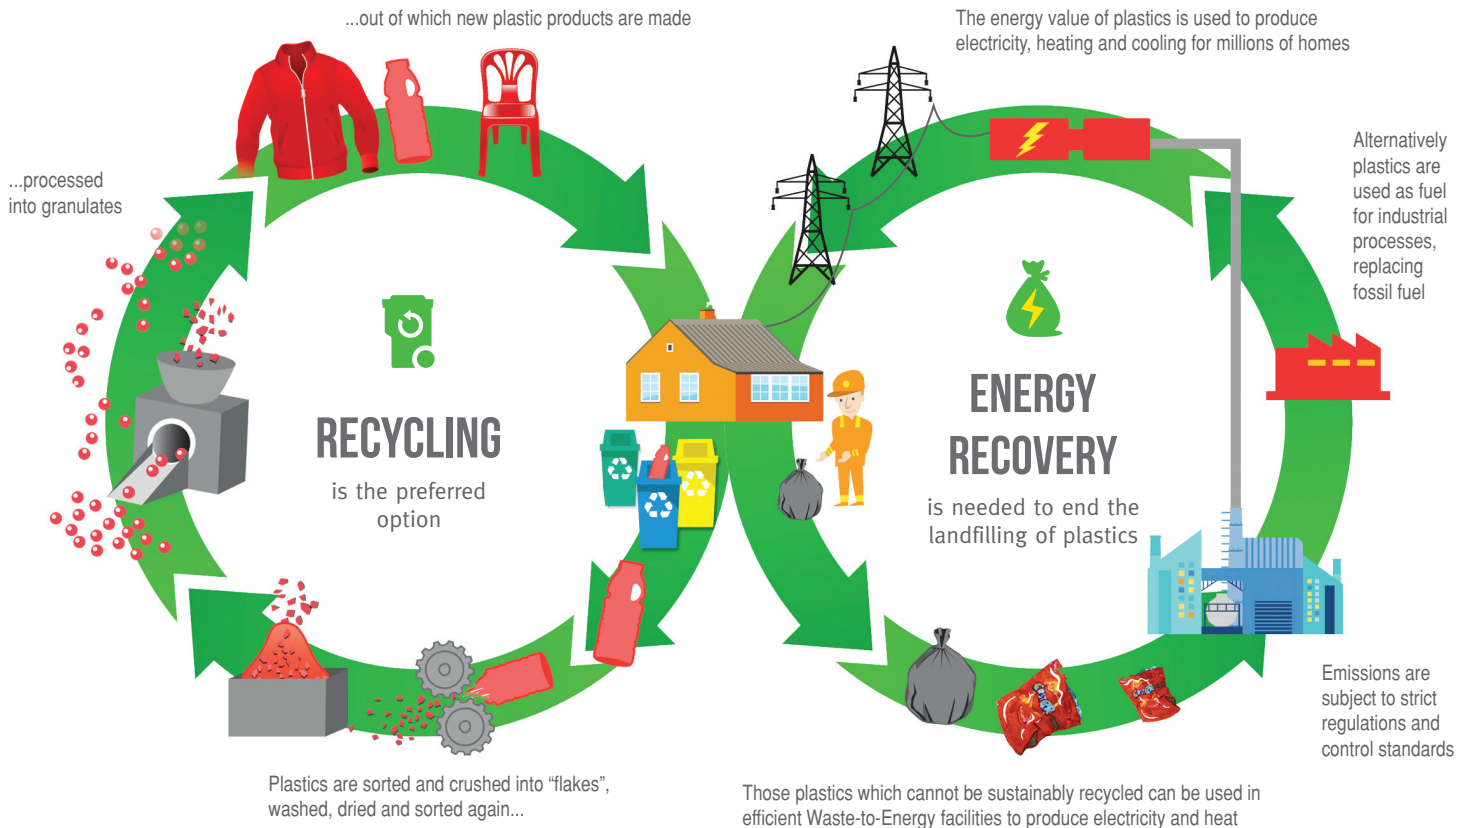 ...out of which new plastic products are made
The energy value of plastics is used to produce
electricity, heating and cooling for millions of homes
Alternatively
plastics are
used as fuel
for industrial
processes,
replacing
fossil fuel
...processed
into granulates
RECYCLING
is the preferred
option
ENERGY
RECOVERY
is needed to end the
landfilling of plastics
Emissions are
subject to strict
regulations and
control standards
Plastics are sorted and crushed into “flakes”,
washed, dried and sorted again...
Those plastics which cannot be sustainably recycled can be used in
efficient Waste-to-Energy facilities to produce electricity and heat